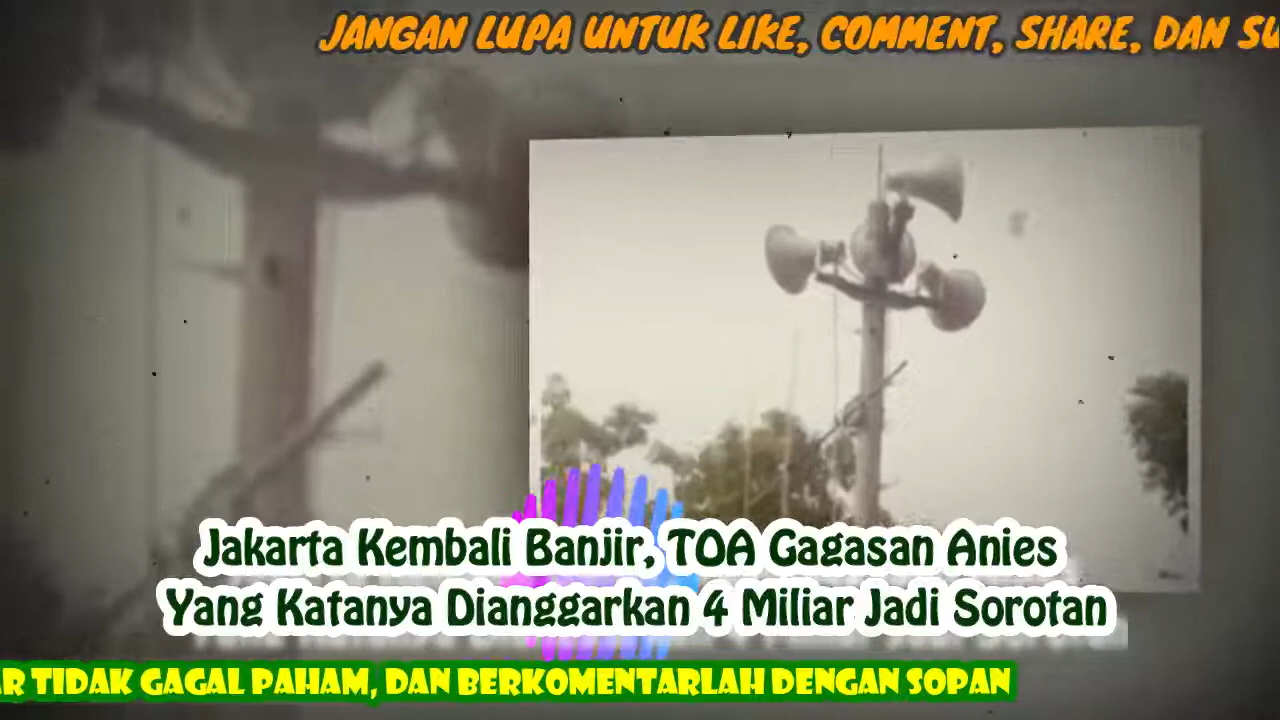 JANGAN LUPA UNTUK LIKE, COMMENT, SHARE, DAN SU
Jakarta Kembali Banjir, TOA Gagasan Anies
Yang Katanya Dianggarkan 4 Miliar Jadi Sorotan
R TIDAK GAGAL PAHAM, DAN BERKOMENTARLAH DENGAN SOPAN